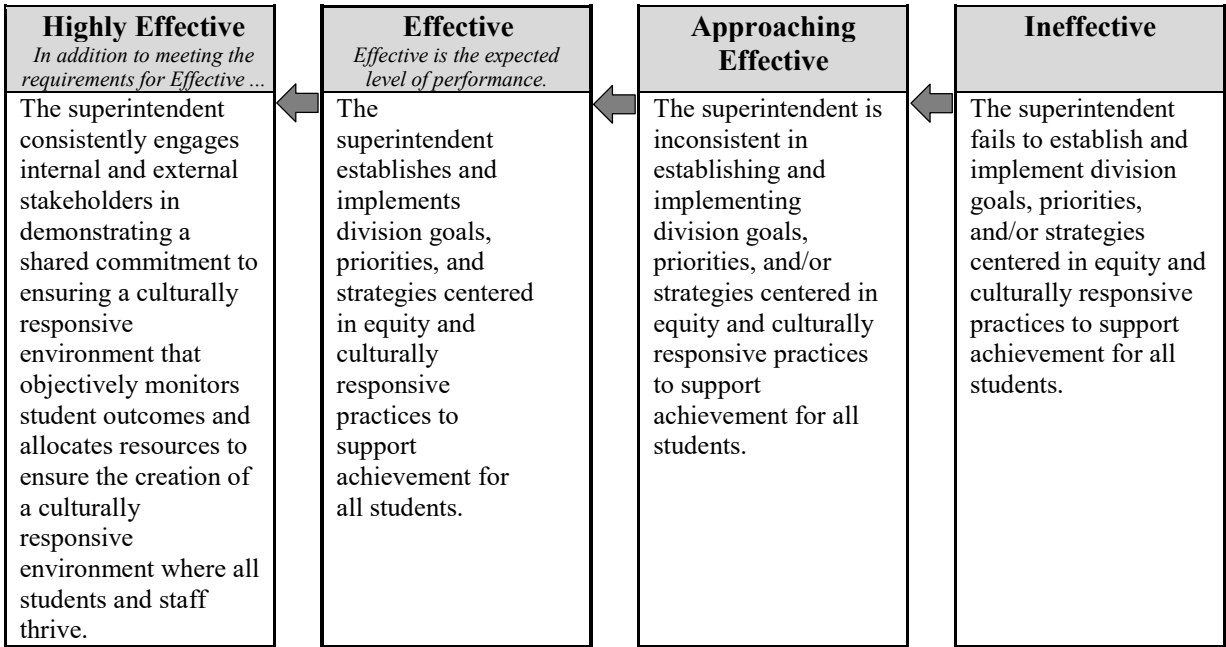 Highly Effective
In addition to meeting the
requirements for Effective ...
The superintendent
consistently engages
internal and external
stakeholders in
demonstrating a
shared commitment to
ensuring a culturally
responsive
environment that
objectively monitors
student outcomes and
allocates resources to
ensure the creation of
a culturally
responsive
environment where all
students and staff
thrive.
Effective
Effective is the expected
level of performance.
The
superintendent
establishes and
implements
division goals,
priorities, and
strategies centered
in equity and
culturally
responsive
practices to
support
achievement for
all students.
Approaching
Effective
The superintendent is
inconsistent in
establishing and
implementing
division goals,
priorities, and/or
strategies centered in
equity and culturally
responsive practices
to support
achievement for all
students.
Ineffective
The superintendent
fails to establish and
implement division
goals, priorities,
and/or strategies
centered in equity and
culturally responsive
practices to support
achievement for all
students.